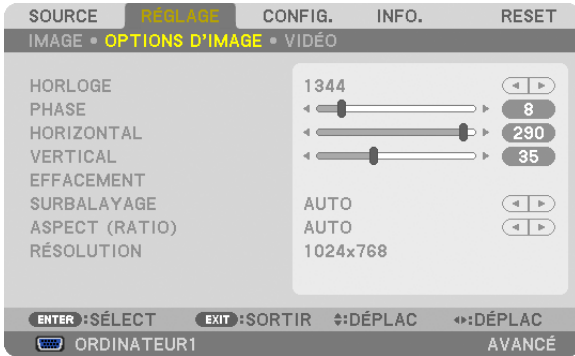 SOURCE RÉGLAGE CONFIG. INFO. RESET
IMAGE • OPTIONS D'IMAGE • VIDÉO
HORLOGE 1344
PHASE 8
HORIZONTAL 290
VERTICAL 35
EFFACEMENT
SURBALAYAGE AUTO
ASPECT (RATIO) AUTO
RÉSOLUTION 1024x768
ENTER :SÉLECT EXIT :SORTIR :DÉPLAC :DÉPLAC
ORDINATEUR1 AVANCÉ